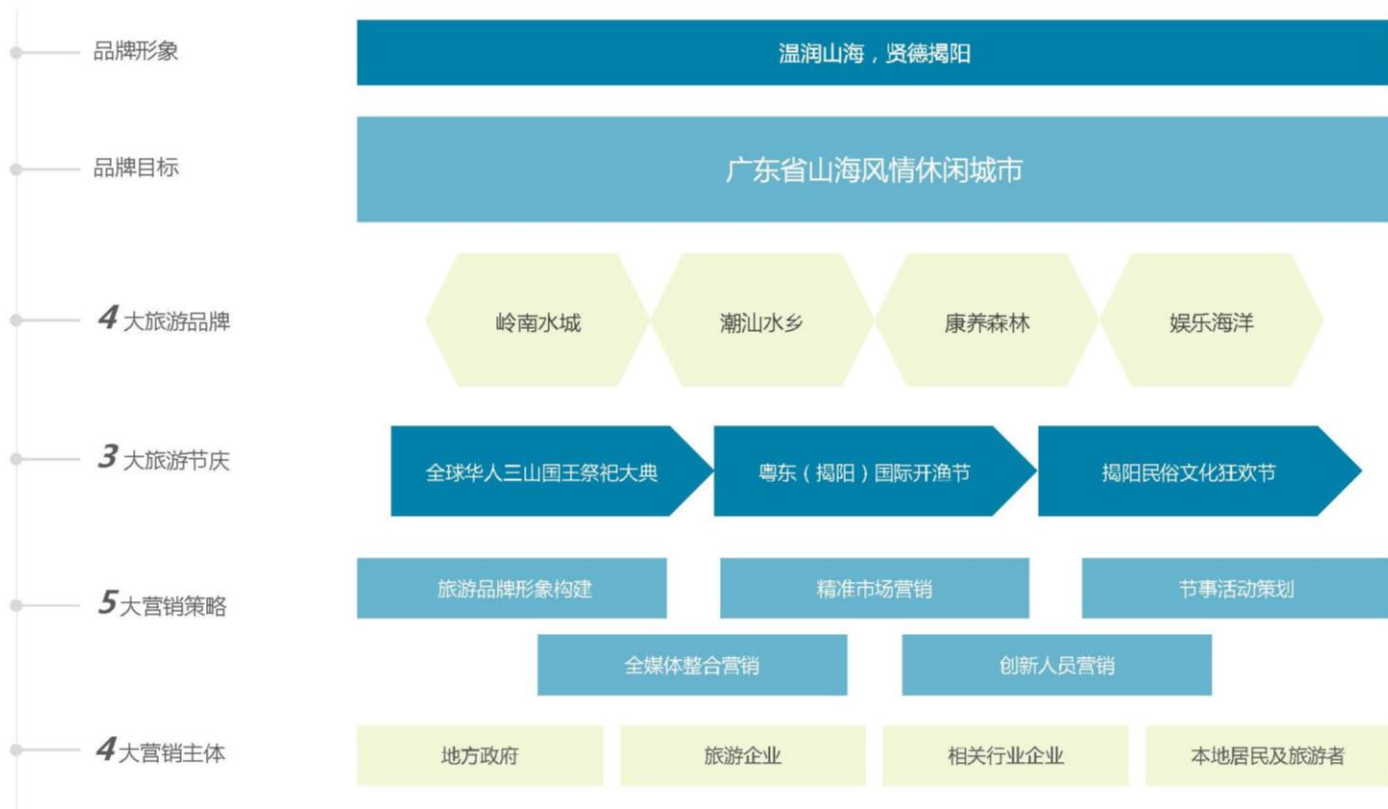 品牌形象
温润山海，贤德揭阳
品牌目标
广东省山海风情休闲城市
4大旅游品牌
岭南水城
潮汕水乡
康养森林
娱乐海洋
3大旅游节庆
全球华人三山国王祭祀大典
粤东（揭阳）国际开渔节
揭阳民俗文化狂欢节
5大营销策略
旅游品牌形象构建
精准市场营销
节事活动策划
全媒体整合营销
创新人员营销
4大营销主体
地方政府
旅游企业
相关行业企业
本地居民及旅游者